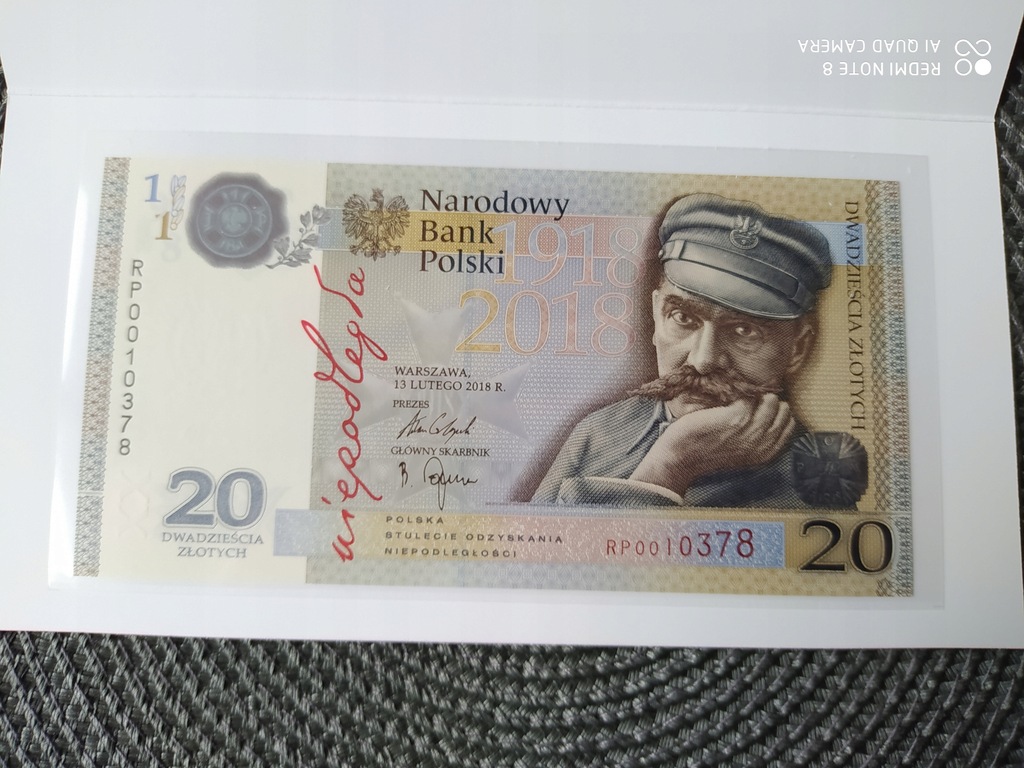 REDMI NOTE 8
AI QUAD CAMERA
1
1
RP0010378
Narodowy
Bank
Polski
1918
2018
niepodległa
WARSZAWA,
13 LUTEGO 2018 R.
PREZES
GŁÓWNY SKARBNIK
DWADZIEŚCIA ZŁOTYCH
20
DWADZIEŚCIA
ZŁOTYCH
POLSKA
STULECIE ODZYSKANIA
NIEPODLEGŁOŚCI
RP0010378
20